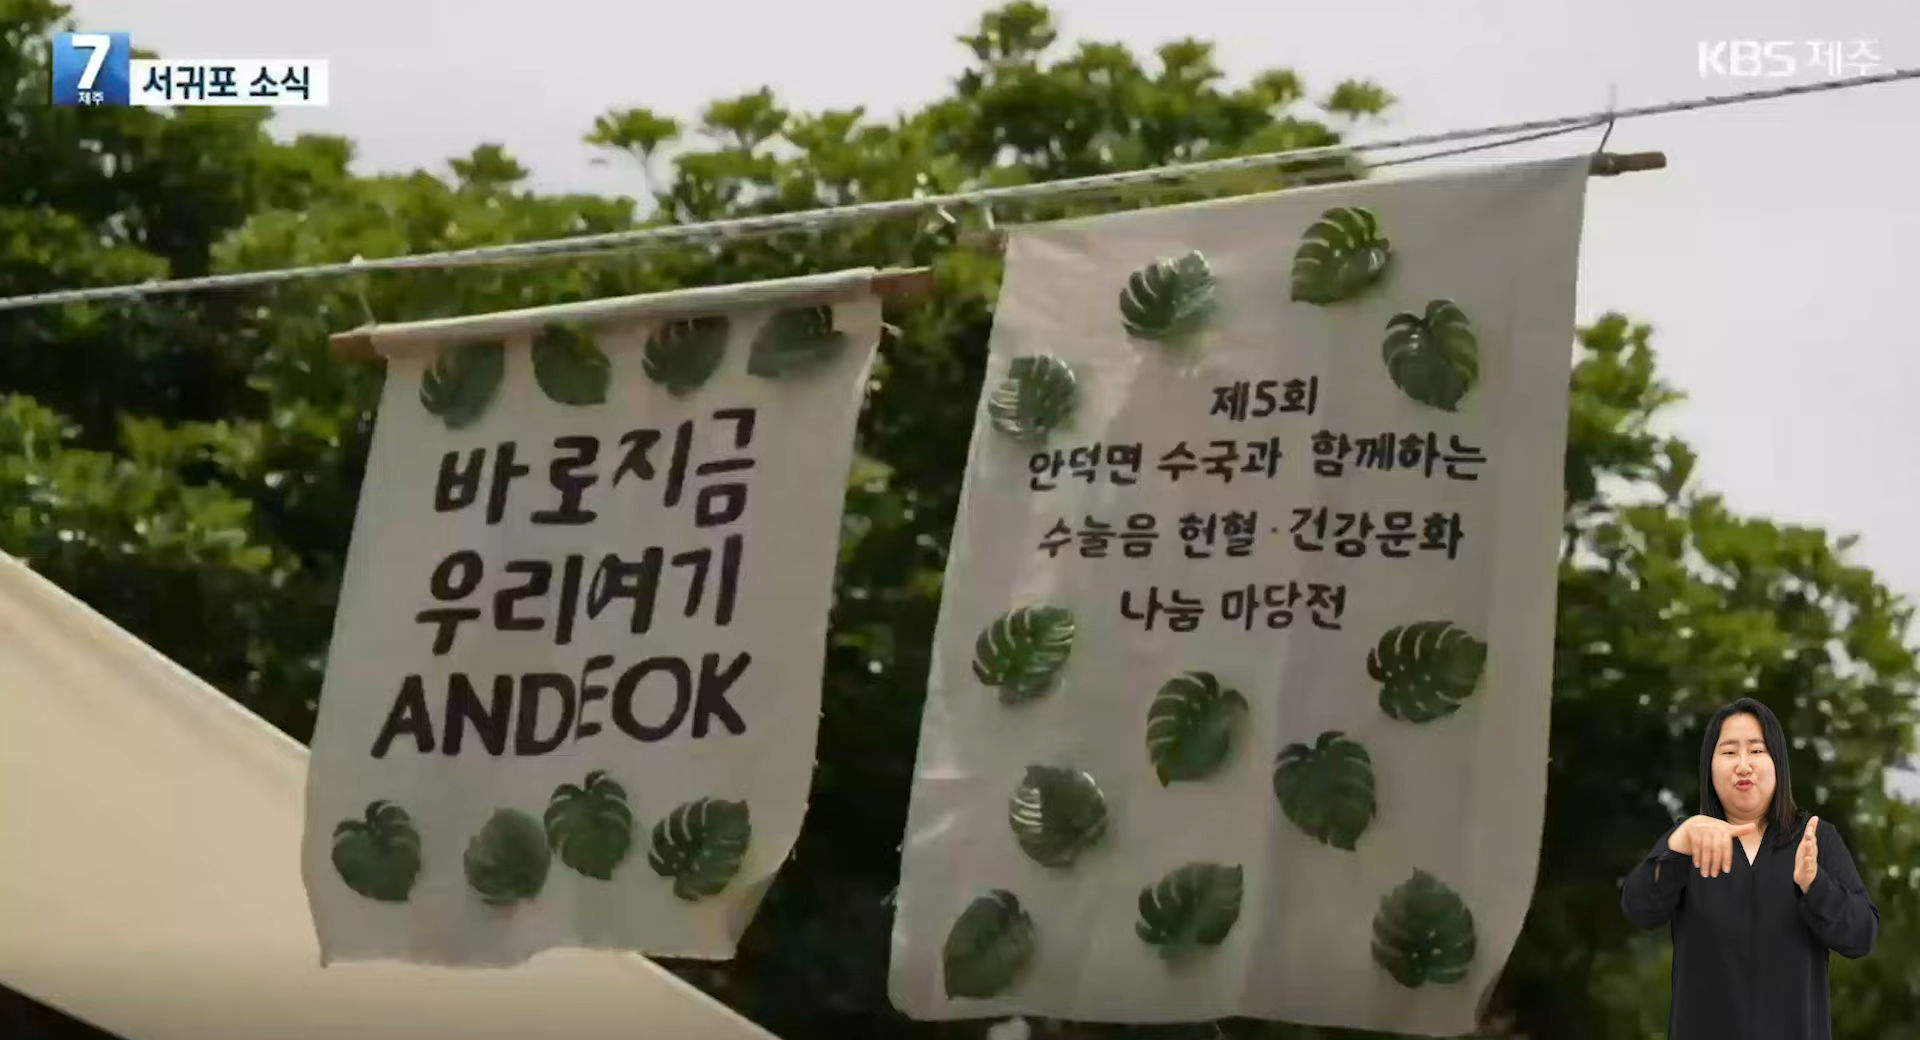 7
제주
서귀포 소식
KBS 제주
바로지금
우리여기
ANDEOK
제5회
안덕면 수국과 함께하는
수눌음 헌혈·건강문화
나눔 마당전